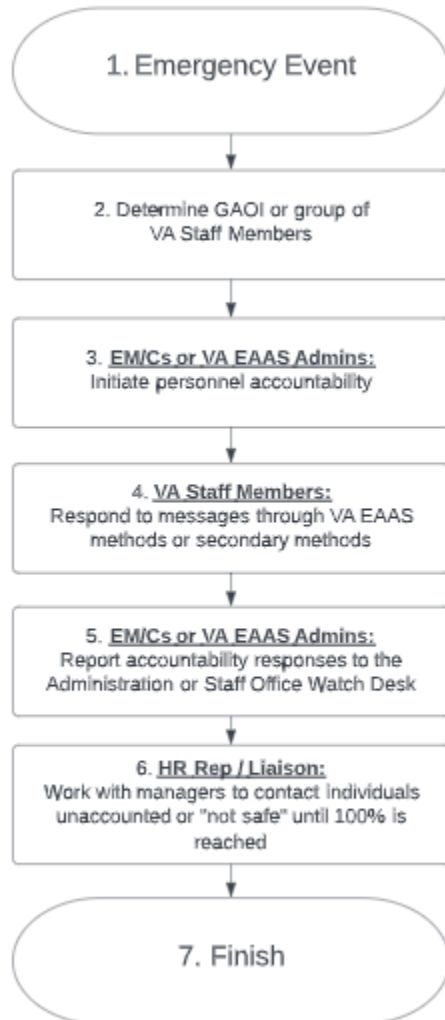 1. Emergency Event
2. Determine GAOI or group of
VA Staff Members
3. EM/Cs or VA EAAS Admins:
Initiate personnel accountability
4. VA Staff Members:
Respond to messages through VA EAAS
methods or secondary methods
5. EM/Cs or VA EAAS Admins:
Report accountability responses to the
Administration or Staff Office Watch Desk
6. HR Rep / Liaison:
Work with managers to contact individuals
unaccounted or "not safe" until 100% is
reached
7. Finish